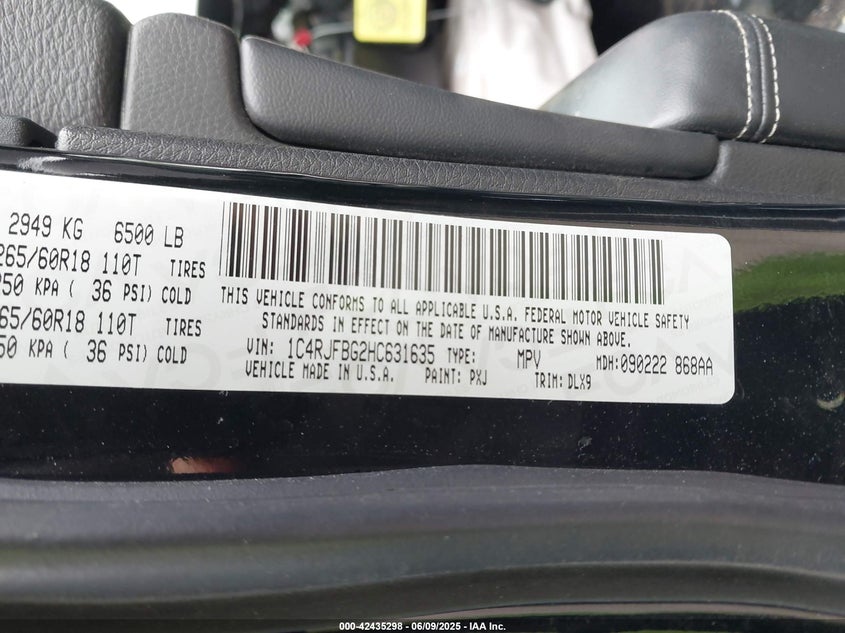 2949 KG 6500 LB
265/60R18 110T TIRES
250 KPA ( 36 PSI) COLD
265/60R18 110T TIRES
250 KPA ( 36 PSI) COLD
THIS VEHICLE CONFORMS TO ALL APPLICABLE U.S.A. FEDERAL MOTOR VEHICLE SAFETY
STANDARDS IN EFFECT ON THE DATE OF MANUFACTURE SHOWN ABOVE.
VIN: 1C4RJFBG2HC631635 TYPE: MPV MDH:090222 868AA
VEHICLE MADE IN U.S.A. PAINT: PXJ TRIM: DLX9
000-42435298 - 06/09/2025 - IAA Inc.